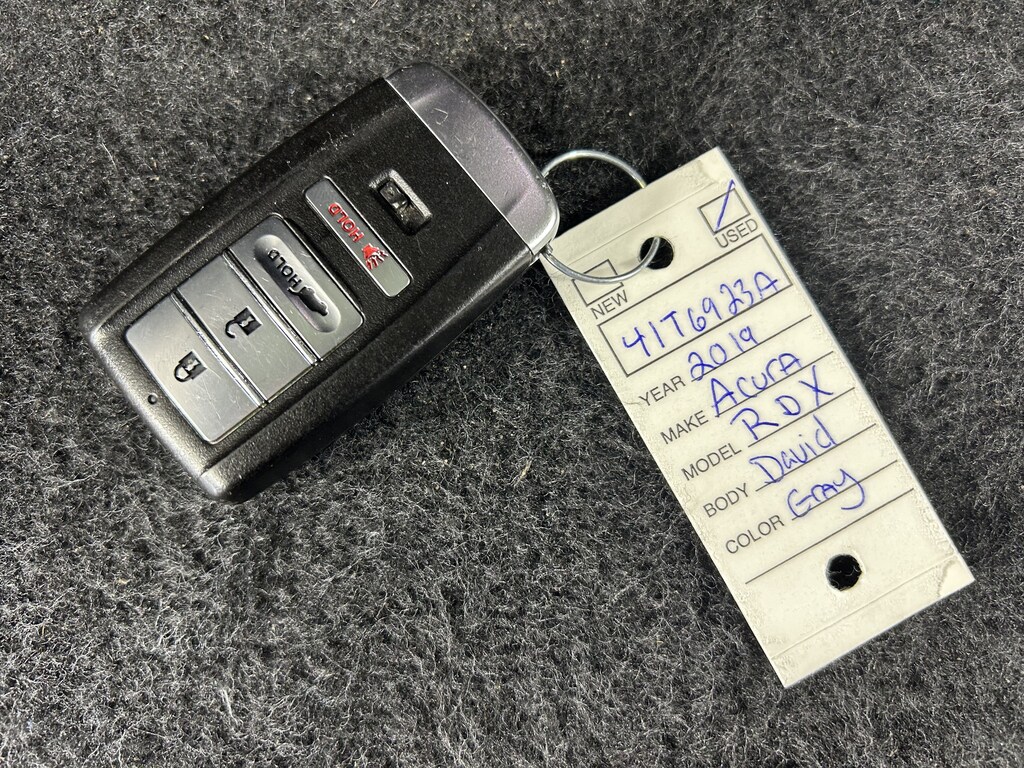 HOLD
HOLD
USED
NEW
41T6923A
YEAR 2019
MAKE Acura
MODEL RDX
BODY David
COLOR Gray